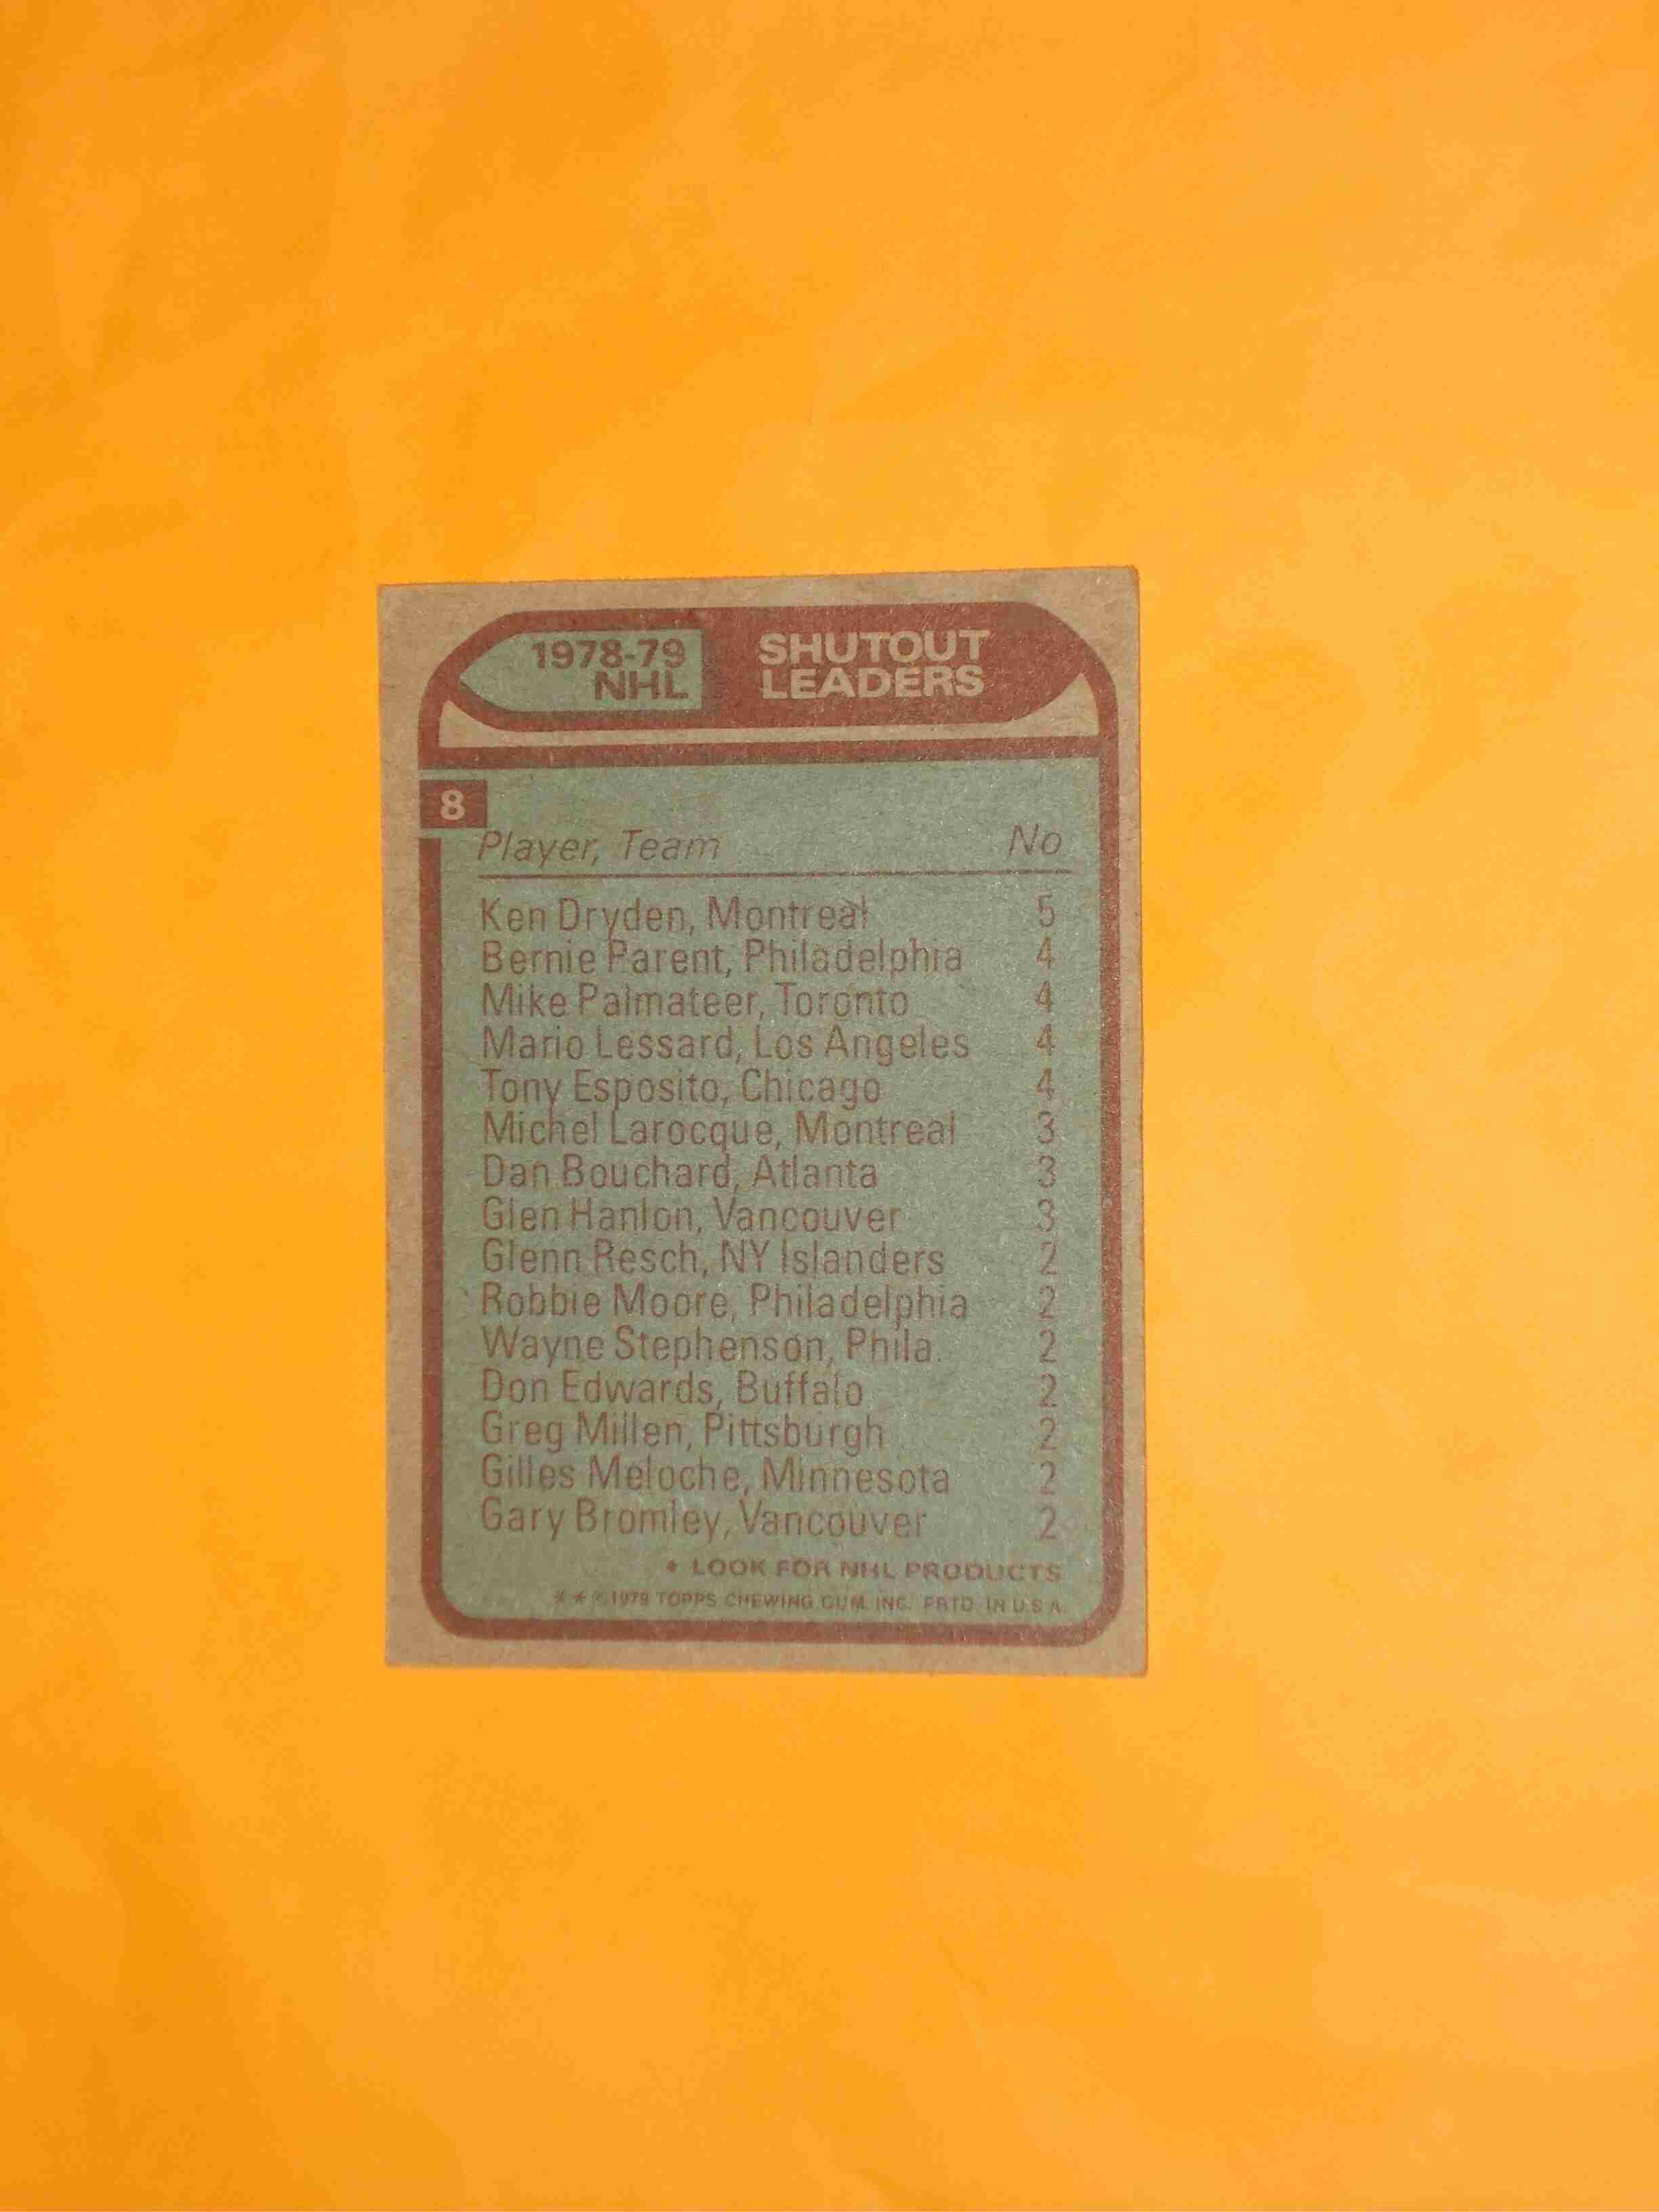 1978-79
NHL
SHUTOUT
LEADERS
8
Player, Team No
Ken Dryden, Montreal 5
Bernie Parent, Philadelphia 4
Mike Palmateer, Toronto 4
Mario Lessard, Los Angeles 4
Tony Esposito, Chicago 4
Michel Larocque, Montreal 3
Dan Bouchard, Atlanta 3
Glen Hanlon, Vancouver 3
Glenn Resch, NY Islanders 2
Robbie Moore, Philadelphia 2
Wayne Stephenson, Phila. 2
Don Edwards, Buffalo 2
Greg Millen, Pittsburgh 2
Gilles Meloche, Minnesota 2
Gary Bromley, Vancouver 2
• LOOK FOR NHL PRODUCTS
* * ©1979 TOPPS CHEWING GUM, INC. PRTD. IN U.S.A.